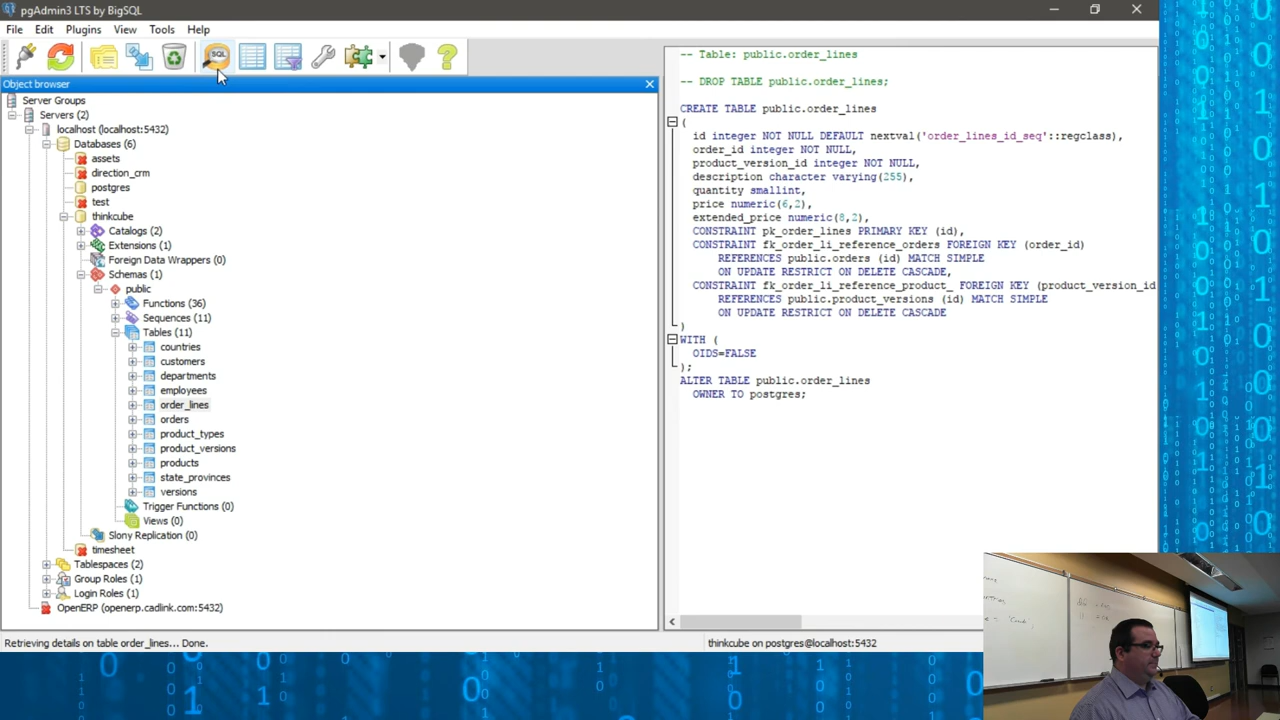 pgAdmin3 LTS by BigSQL
File Edit Plugins View Tools Help
SQL
Object browser
Server Groups
Servers (2)
localhost (localhost:5432)
Databases (6)
assets
direction_crm
postgres
test
thinkcube
Catalogs (2)
Extensions (1)
Foreign Data Wrappers (0)
Schemas (1)
public
Functions (36)
Sequences (11)
Tables (11)
countries
customers
departments
employees
order_lines
orders
product_types
product_versions
products
state_provinces
versions
Trigger Functions (0)
Views (0)
Slony Replication (0)
timesheet
Tablespaces (2)
Group Roles (1)
Login Roles (1)
OpenERP (openerp.cadlink.com:5432)
Retrieving details on table order_lines... Done.
-- Table: public.order_lines
-- DROP TABLE public.order_lines;
CREATE TABLE public.order_lines
(
id integer NOT NULL DEFAULT nextval('order_lines_id_seq'::regclass),
order_id integer NOT NULL,
product_version_id integer NOT NULL,
description character varying(255),
quantity smallint,
price numeric(6,2),
extended_price numeric(8,2),
CONSTRAINT pk_order_lines PRIMARY KEY (id),
CONSTRAINT fk_order_li_reference_orders FOREIGN KEY (order_id)
REFERENCES public.orders (id) MATCH SIMPLE
ON UPDATE RESTRICT ON DELETE CASCADE,
CONSTRAINT fk_order_li_reference_product_ FOREIGN KEY (product_version_id
REFERENCES public.product_versions (id) MATCH SIMPLE
ON UPDATE RESTRICT ON DELETE CASCADE
)
WITH (
OIDS=FALSE
);
ALTER TABLE public.order_lines
OWNER TO postgres;
thinkcube on postgres@localhost:5432